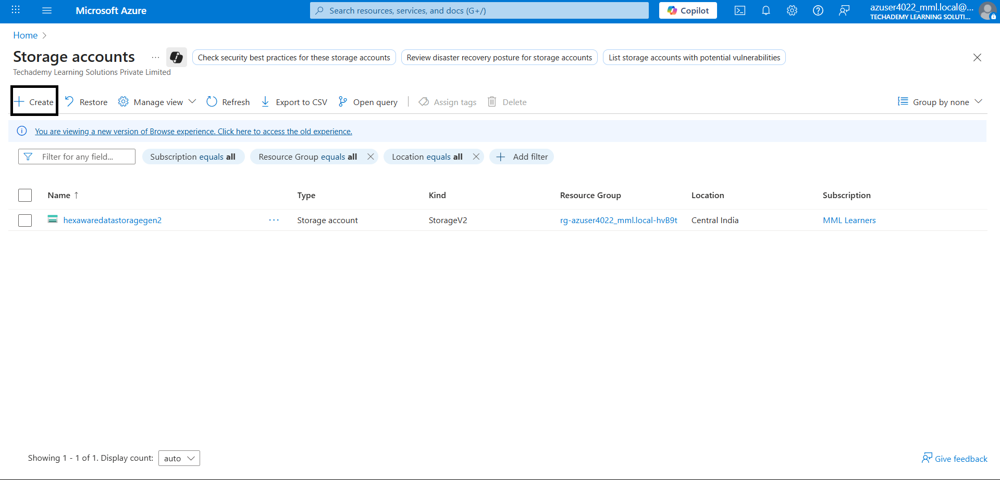 Microsoft Azure
Search resources, services, and docs (G+/)
Copilot
azuser4022_mml.local@...
TECHADEMY LEARNING SOLUTI...
Home
Storage accounts
...
Check security best practices for these storage accounts
Review disaster recovery posture for storage accounts
List storage accounts with potential vulnerabilities
Techademy Learning Solutions Private Limited
Create
Restore
Manage view
Refresh
Export to CSV
Open query
Assign tags
Delete
Group by none
You are viewing a new version of Browse experience. Click here to access the old experience.
Filter for any field...
Subscription equals all
Resource Group equals all
Location equals all
Add filter
Name ↑
Type
Kind
Resource Group
Location
Subscription
hexawaredatastoragegen2
...
Storage account
StorageV2
rg-azuser4022_mml.local-hvB9t
Central India
MML Learners
Showing 1 - 1 of 1. Display count:
auto
Give feedback